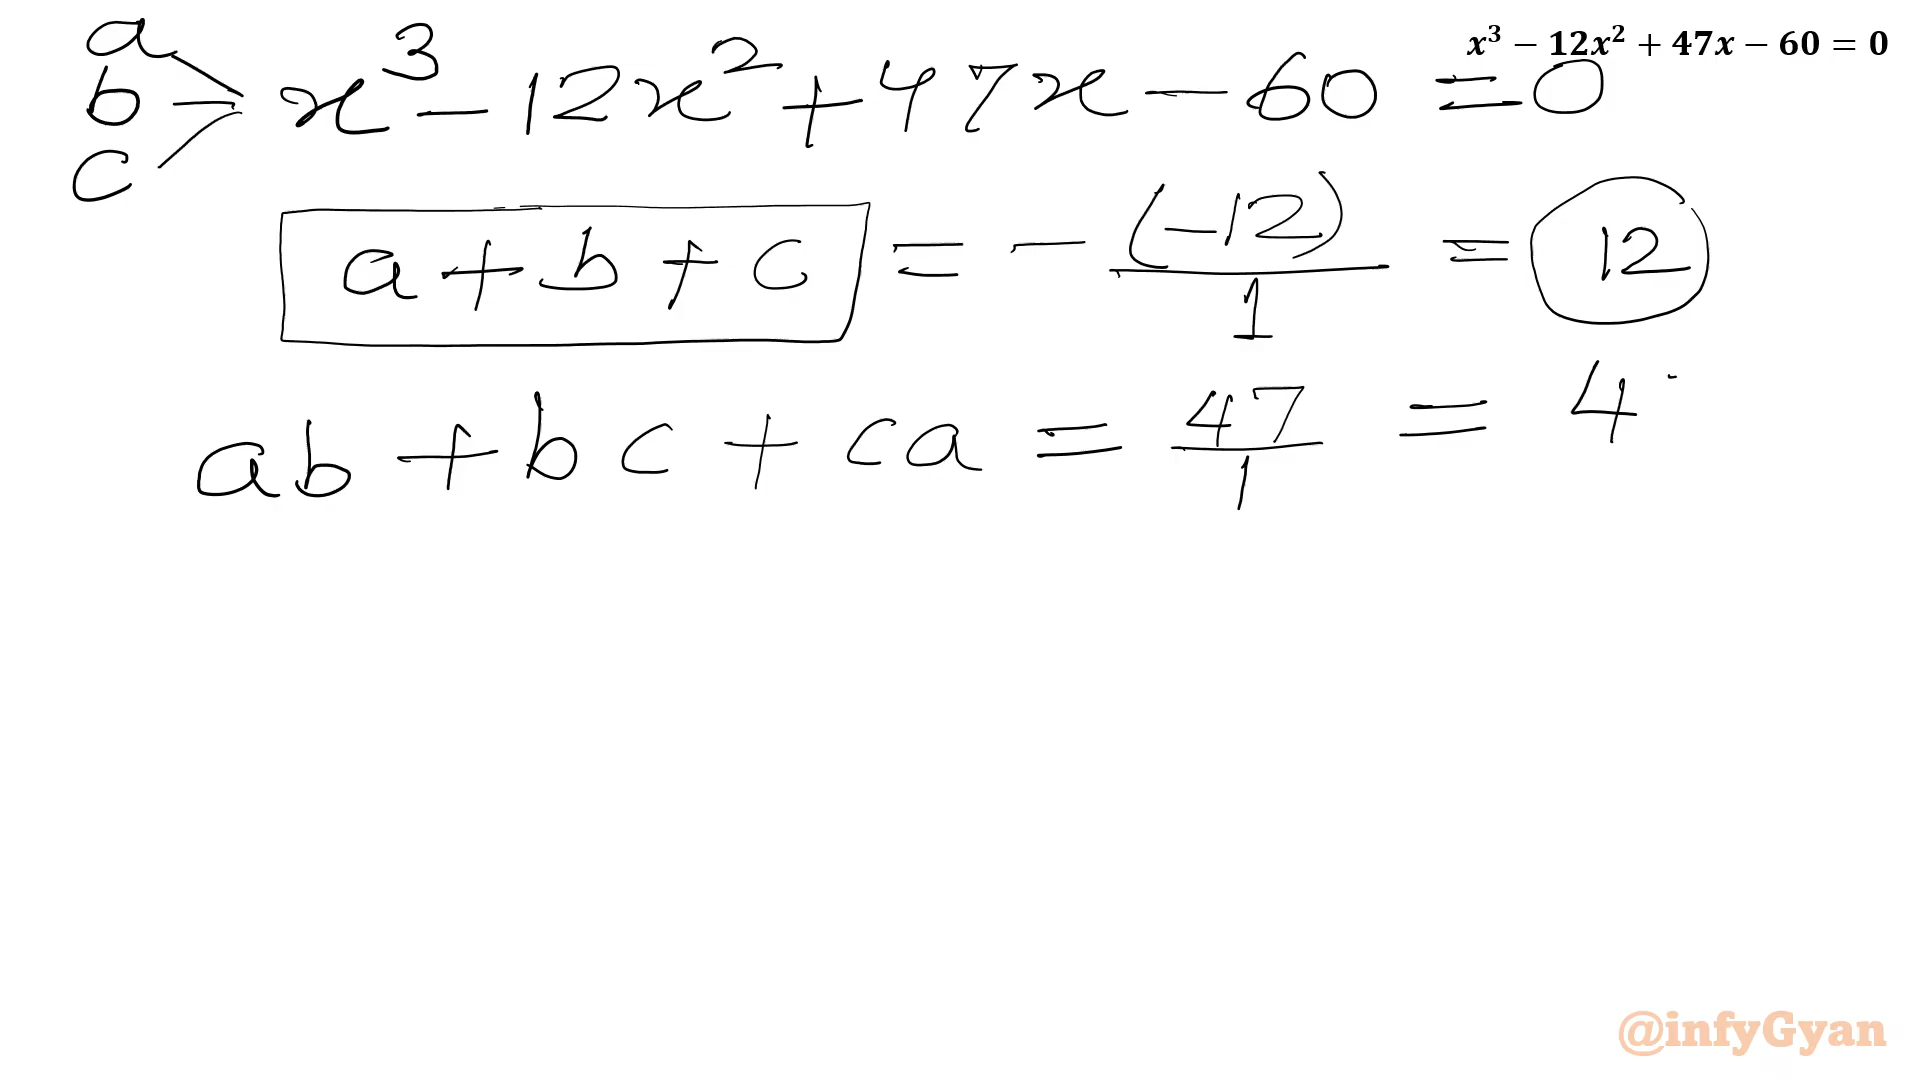 x³ − 12x² + 47x − 60 = 0
a
b
c
x³ − 12x² + 47x − 60 = 0
a + b + c = − (−12)/1 = 12
ab + bc + ca = 47/1 = 4
@infyGyan